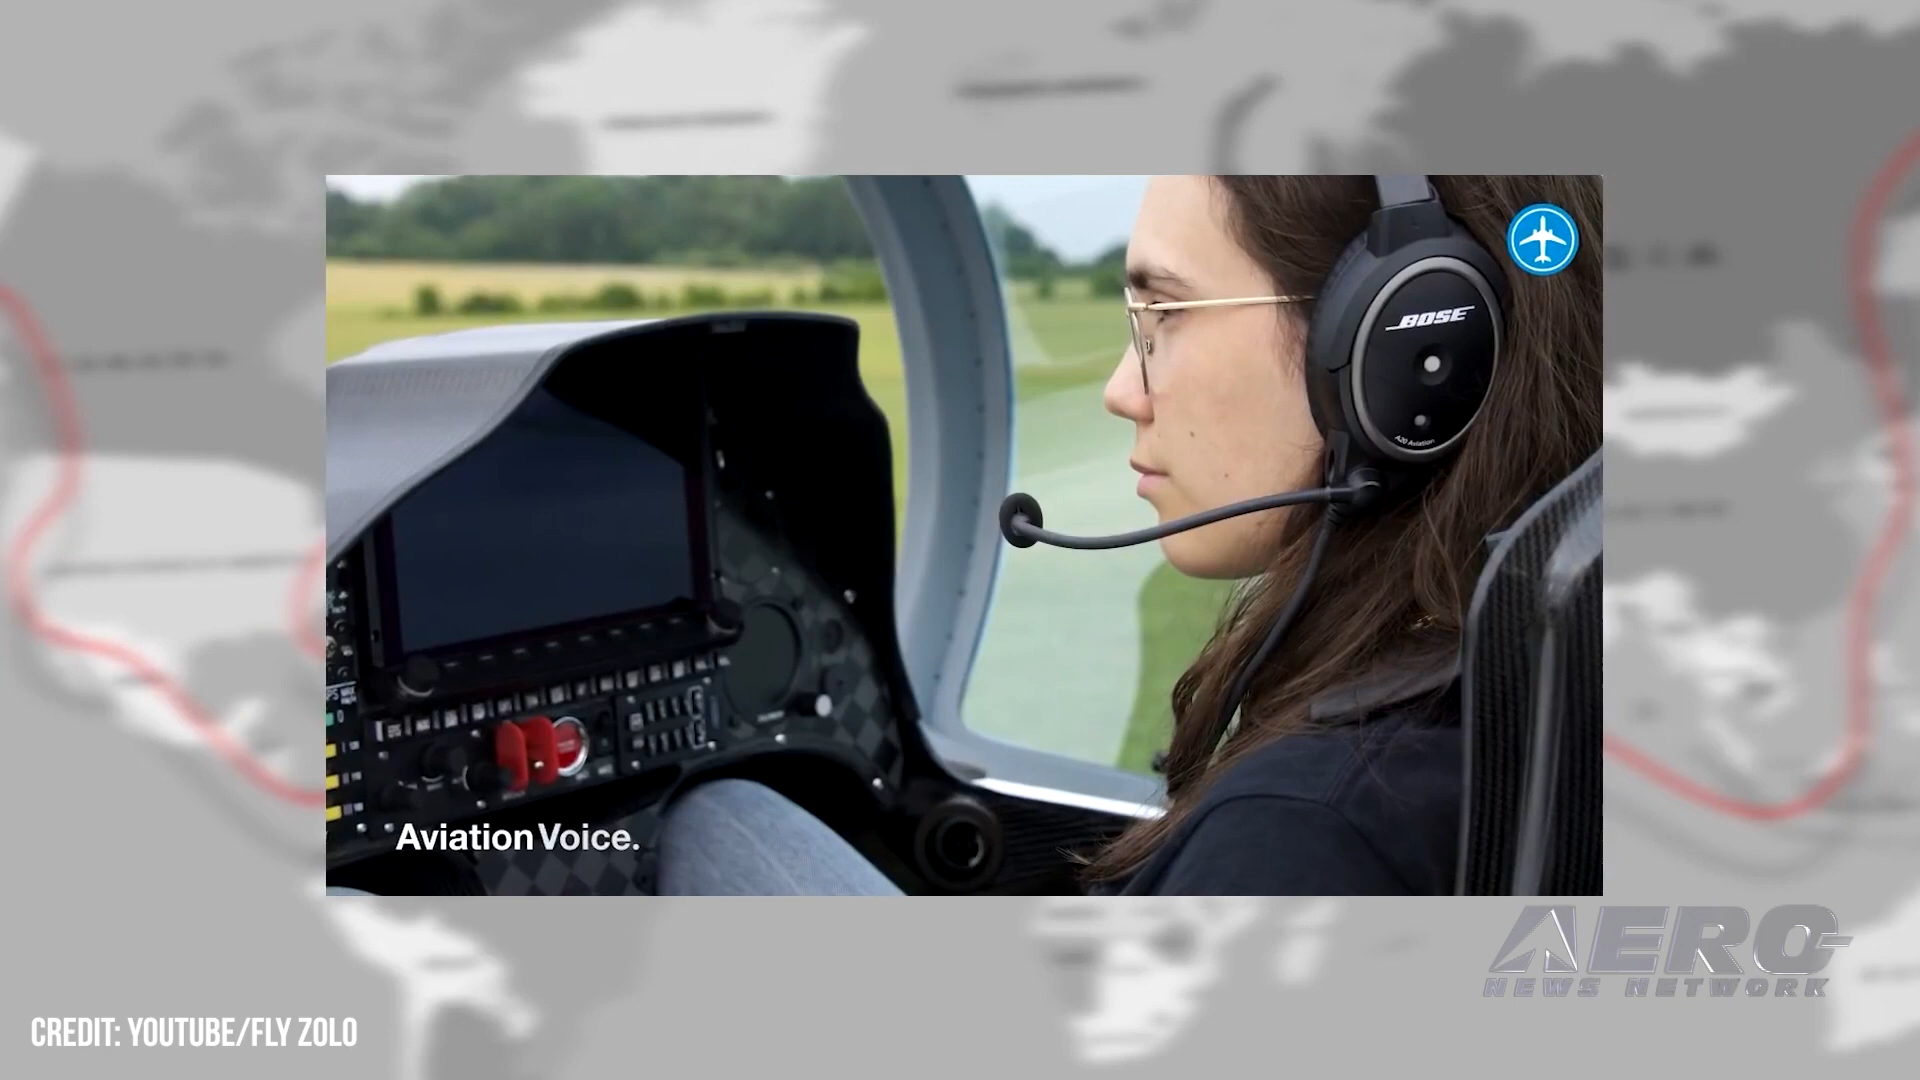 BOSE
A20 Aviation
Aviation Voice.
AERO
NEWS NETWORK
CREDIT: YOUTUBE/FLY ZOLO